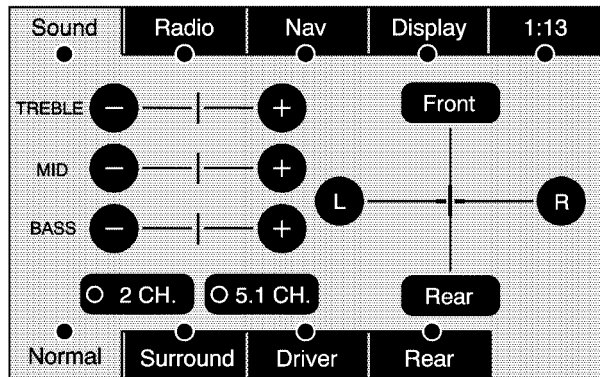 Sound Radio Nav Display 1:13
TREBLE − + Front
MID − +
L R
BASS − +
2 CH. 5.1 CH. Rear
Normal Surround Driver Rear